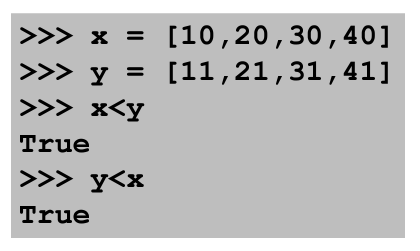 >>> x = [10,20,30,40]
>>> y = [11,21,31,41]
>>> x<y
True
>>> y<x
True